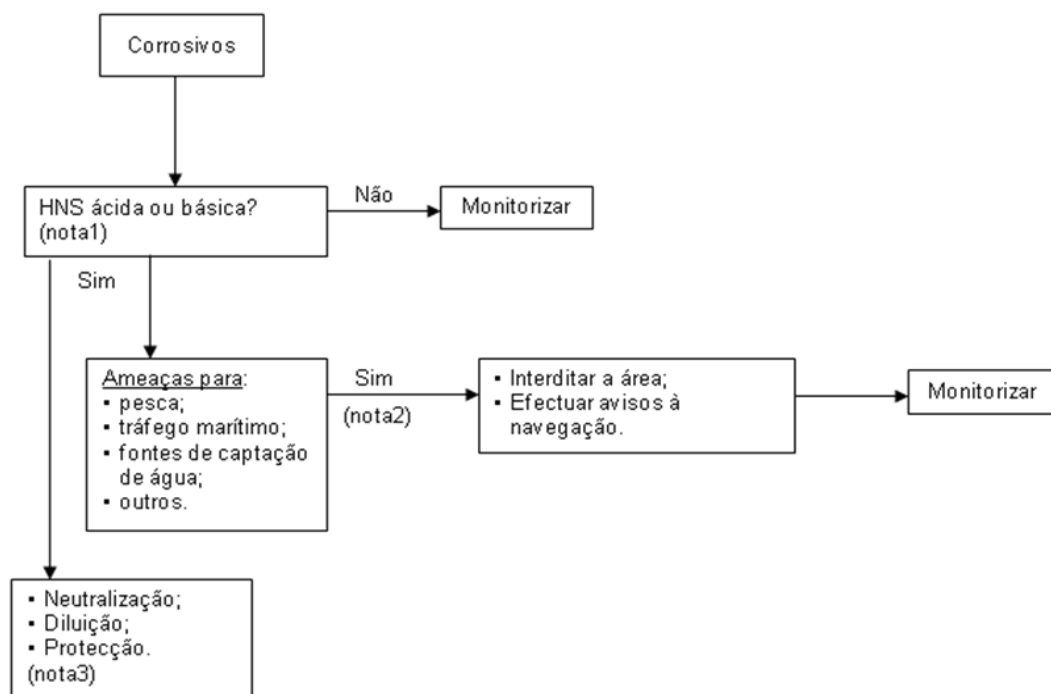 Corrosivos
HNS ácida ou básica?
(nota1)
Não
Monitorizar
Sim
Ameaças para:
▪ pesca;
▪ tráfego marítimo;
▪ fontes de captação
de água;
▪ outros.
Sim
(nota2)
▪ Interditar a área;
▪ Efectuar avisos à
navegação.
Monitorizar
▪ Neutralização;
▪ Diluição;
▪ Protecção.
(nota3)